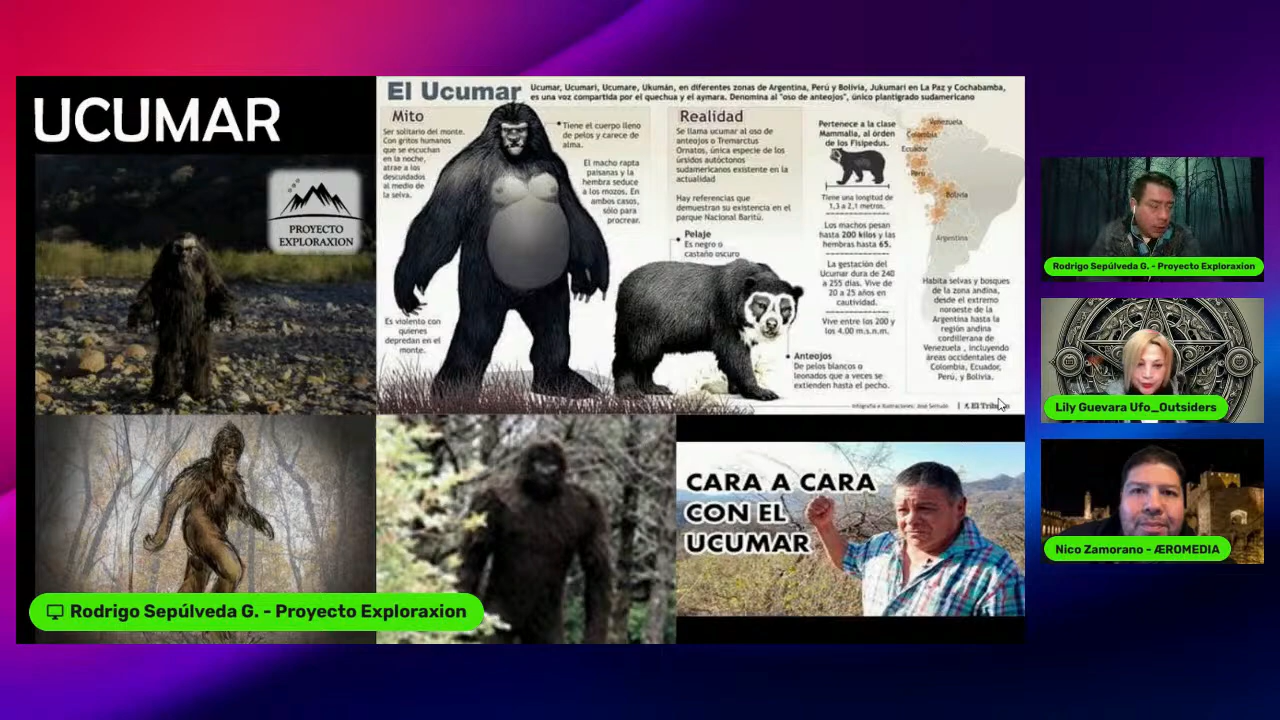 UCUMAR
PROYECTO
EXPLORAXION
El Ucumar
Ucumar, Ucumari, Ucumare, Ukumán, en diferentes zonas de Argentina, Perú y Bolivia, Jukumari en La Paz y Cochabamba,
es una voz compartida por el quechua y el aymara. Denomina al "oso de anteojos", único plantígrado sudamericano
Mito
Ser solitario del monte.
Con gritos humanos
que se escuchan
en la noche,
atrae a los
descuidados
al medio de
la selva.
Tiene el cuerpo lleno
de pelos y carece de
alma.
El macho rapta
paisanas y la
hembra seduce
a los mozos. En
ambos casos,
sólo para
procrear.
Es violento con
quienes
depredan en el
monte.
Realidad
Se llama ucumar al oso de
anteojos o Tremarctus
Ornatos, única especie de los
úrsidos autóctonos
sudamericanos existente en la
actualidad
Hay referencias que
demuestran su existencia en el
parque Nacional Baritú.
Pelaje
Es negro o
castaño oscuro
Anteojos
De pelos blancos o
leonados que a veces se
extienden hasta el pecho.
Pertenece a la clase
Mammalia, al órden
de los Fisípedus.
Tiene una longitud de
1,3 a 2,1 metros.
Los machos pesan
hasta 200 kilos y las
hembras hasta 65.
La gestación del
Ucumar dura de 240
a 255 días. Vive de
20 a 25 años en
cautividad.
Vive entre los 200 y
los 4.00 m.s.n.m.
Venezuela
Colombia
Ecuador
Perú
Bolivia
Argentina
Habita selvas y bosques
de la zona andina,
desde el extremo
noroeste de la
Argentina hasta la
región andina
cordillerana de
Venezuela , incluyendo
áreas occidentales de
Colombia, Ecuador,
Perú, y Bolivia.
Infografía e ilustraciones: José Serrudo
El Tribuno
CARA A CARA
CON EL
UCUMAR
Rodrigo Sepúlveda G. - Proyecto Exploraxion
Rodrigo Sepúlveda G. - Proyecto Exploraxion
Lily Guevara Ufo_Outsiders
Nico Zamorano - ÆROMEDIA